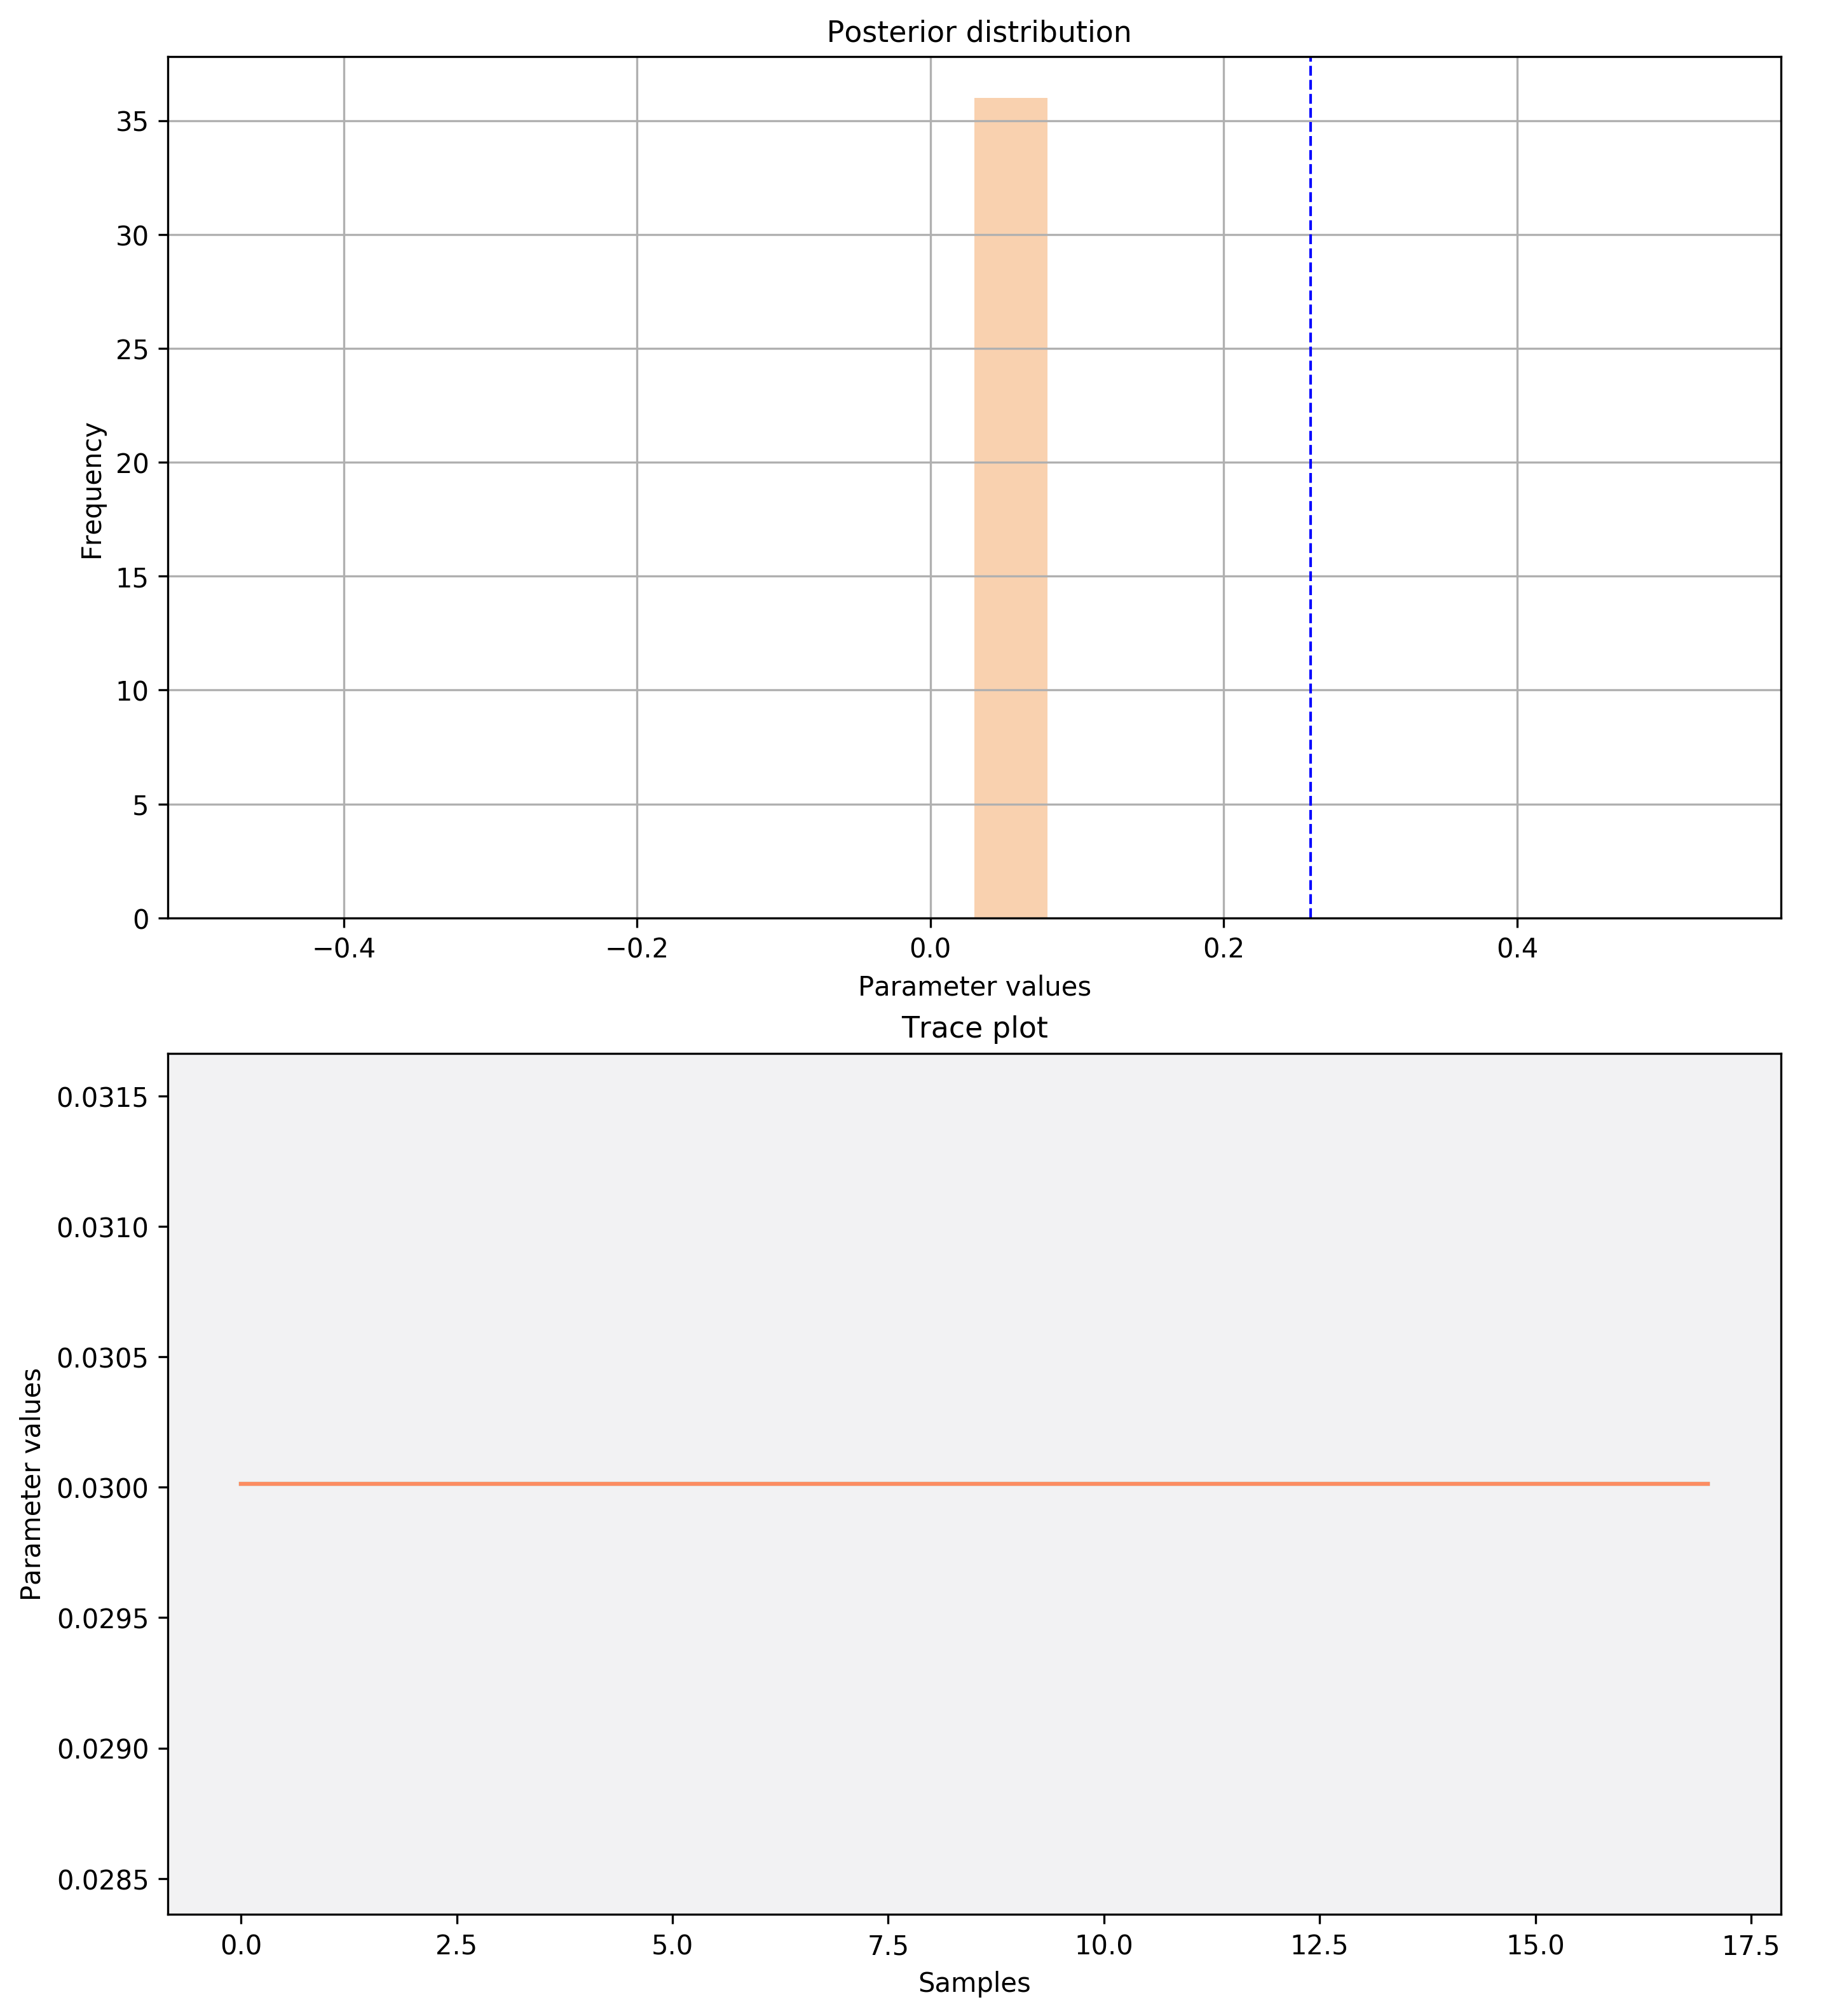 Posterior distribution
35
30
25
20
15
10
5
0
Frequency
−0.4 −0.2 0.0 0.2 0.4
Parameter values
Trace plot
0.0315
0.0310
0.0305
0.0300
0.0295
0.0290
0.0285
Parameter values
0.0 2.5 5.0 7.5 10.0 12.5 15.0 17.5
Samples